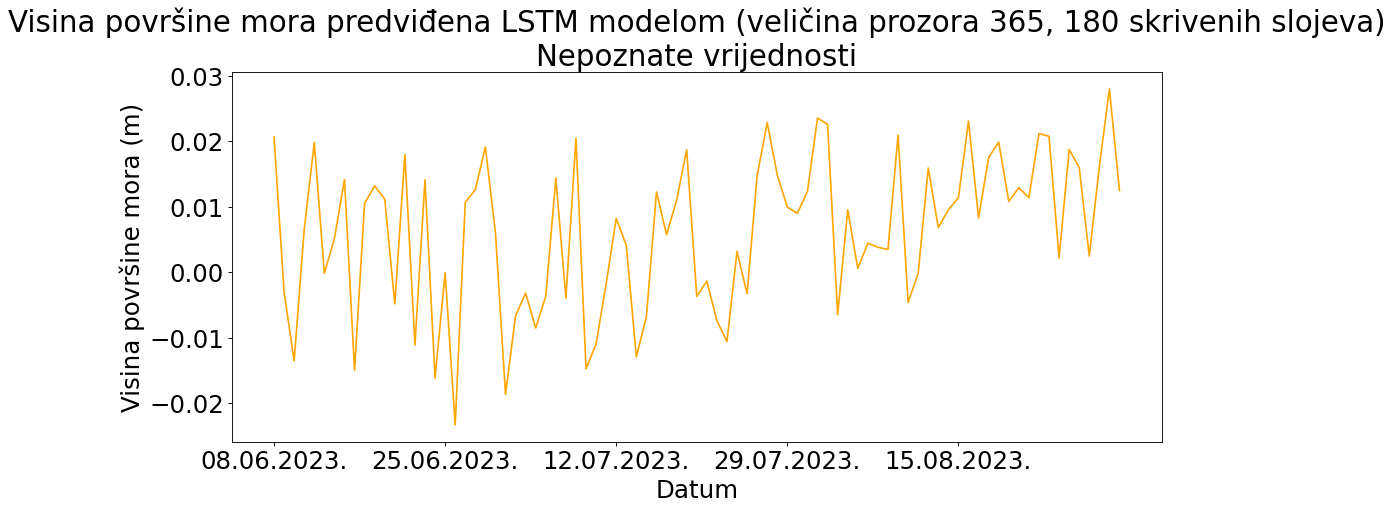 Visina površine mora predviđena LSTM modelom (veličina prozora 365, 180 skrivenih slojeva)
Nepoznate vrijednosti
Visina površine mora (m)
0.03
0.02
0.01
0.00
−0.01
−0.02
08.06.2023. 25.06.2023. 12.07.2023. 29.07.2023. 15.08.2023.
Datum